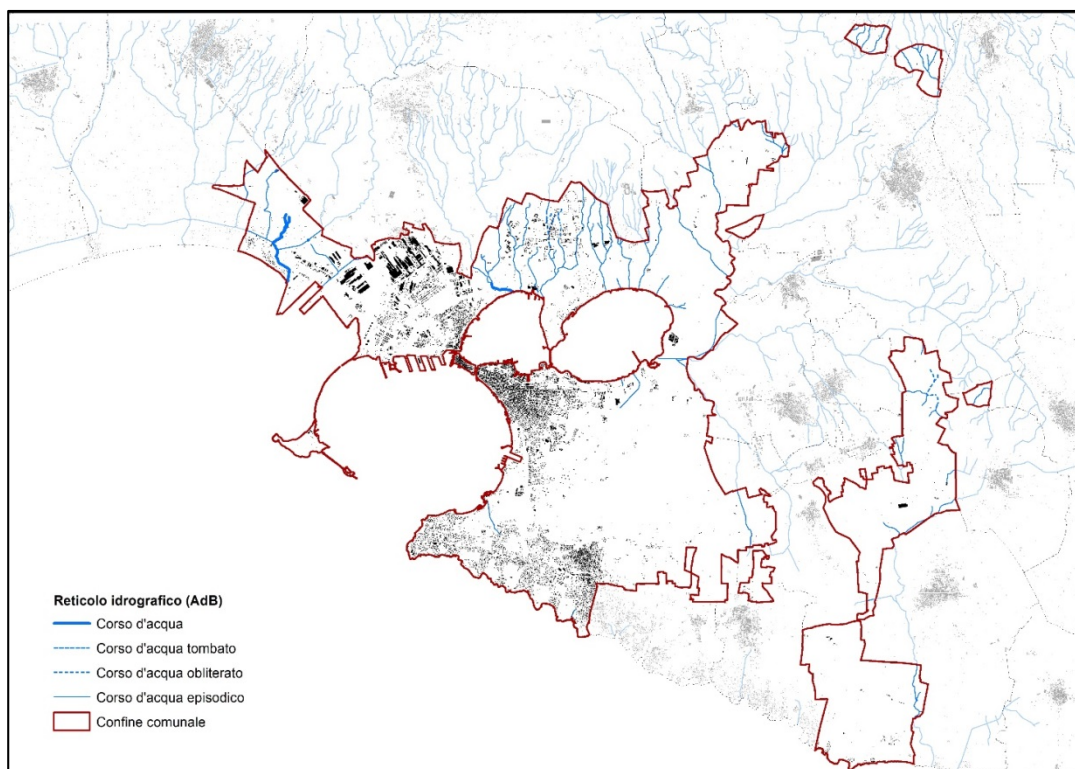 Reticolo idrografico (AdB)
Corso d'acqua
Corso d'acqua tombato
Corso d'acqua obliterato
Corso d'acqua episodico
Confine comunale